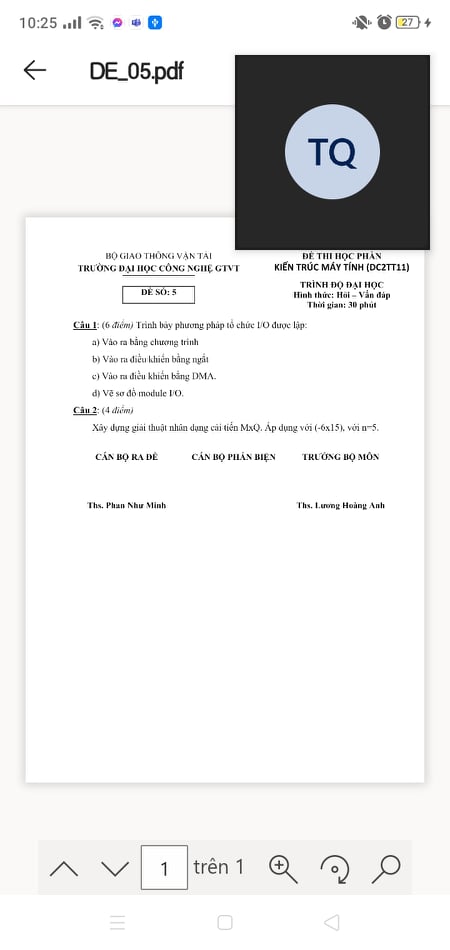 10:25
27
DE_05.pdf
TQ
BỘ GIAO THÔNG VẬN TẢI
TRƯỜNG ĐẠI HỌC CÔNG NGHỆ GTVT
ĐỀ SỐ: 5
ĐỀ THI HỌC PHẦN
KIẾN TRÚC MÁY TÍNH (DC2TT11)
TRÌNH ĐỘ ĐẠI HỌC
Hình thức: Hỏi – Vấn đáp
Thời gian: 30 phút
Câu 1: (6 điểm) Trình bày phương pháp tổ chức I/O được lập:
a) Vào ra bằng chương trình
b) Vào ra điều khiển bằng ngắt
c) Vào ra điều khiển bằng DMA.
d) Vẽ sơ đồ module I/O.
Câu 2: (4 điểm)
Xây dựng giải thuật nhân dạng cải tiến MxQ. Áp dụng với (-6x15), với n=5.
CÁN BỘ RA ĐỀ CÁN BỘ PHẢN BIỆN TRƯỞNG BỘ MÔN
Ths. Phan Như Minh Ths. Lương Hoàng Anh
1 trên 1